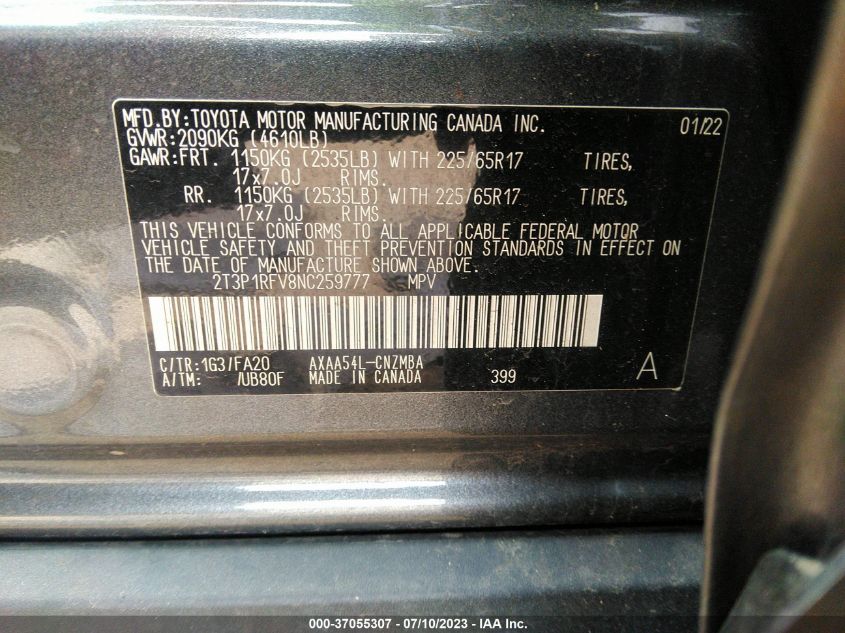 MFD.BY:TOYOTA MOTOR MANUFACTURING CANADA INC. 01/22
GVWR:2090KG (4610LB)
GAWR:FRT. 1150KG (2535LB) WITH 225/65R17 TIRES,
17x7.0J RIMS.
RR. 1150KG (2535LB) WITH 225/65R17 TIRES,
17x7.0J RIMS.
THIS VEHICLE CONFORMS TO ALL APPLICABLE FEDERAL MOTOR
VEHICLE SAFETY AND THEFT PREVENTION STANDARDS IN EFFECT ON
THE DATE OF MANUFACTURE SHOWN ABOVE.
2T3P1RFV8NC259777 MPV
C/TR:1G3/FA20 AXAA54L-CNZMBA
A/TM: /UB80F MADE IN CANADA 399 A
000-37055307 - 07/10/2023 - IAA Inc.